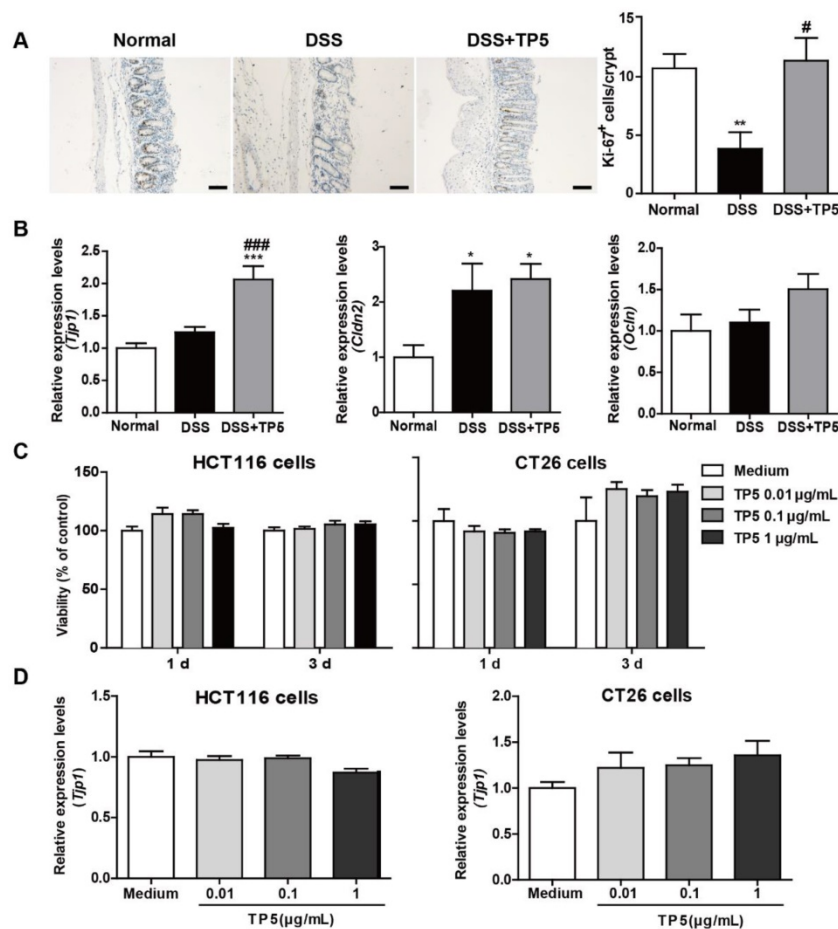 A
Normal
DSS
DSS+TP5
Ki-67+ cells/crypt
15
10
5
0
**
#
Normal
DSS
DSS+TP5
B
Relative expression levels
(Tjp1)
2.5
2.0
1.5
1.0
0.5
0.0
###
***
Normal
DSS
DSS+TP5
Relative expression levels
(Cldn2)
3
2
1
0
*
*
Normal
DSS
DSS+TP5
Relative expression levels
(Ocln)
2.0
1.5
1.0
0.5
0.0
Normal
DSS
DSS+TP5
C
HCT116 cells
Viability (% of control)
150
100
50
0
1 d
3 d
CT26 cells
1 d
3 d
Medium
TP5 0.01 μg/mL
TP5 0.1 μg/mL
TP5 1 μg/mL
D
HCT116 cells
Relative expression levels
(Tjp1)
1.5
1.0
0.5
0.0
Medium
0.01
0.1
1
TP5(μg/mL)
CT26 cells
Relative expression levels
(Tjp1)
2.0
1.5
1.0
0.5
0.0
Medium
0.01
0.1
1
TP5(μg/mL)